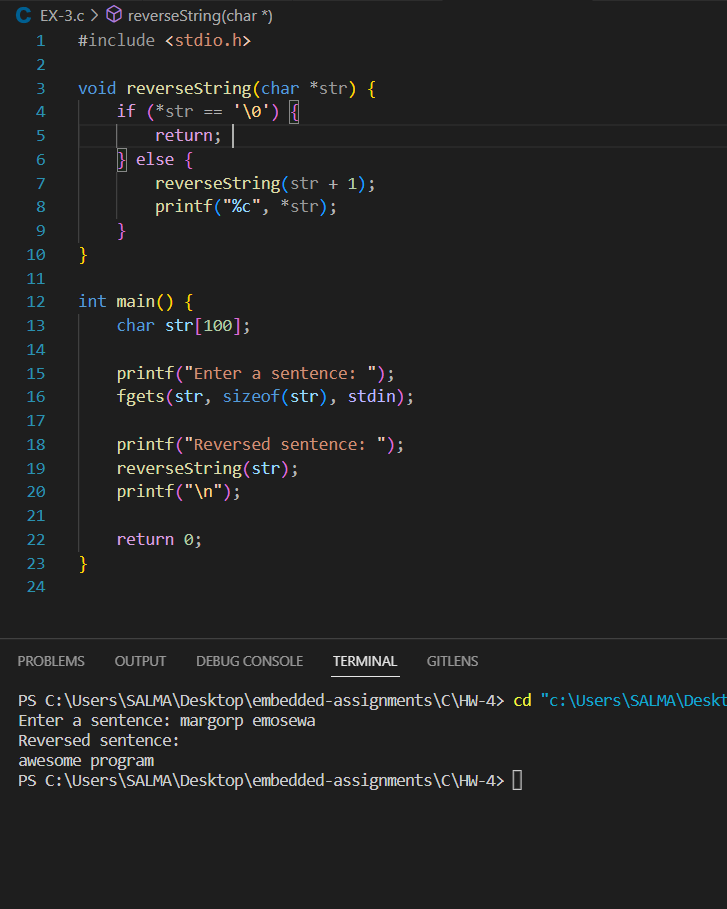 C EX-3.c > reverseString(char *)
1 #include <stdio.h>
2
3 void reverseString(char *str) {
4     if (*str == '\0') {
5         return;
6     } else {
7         reverseString(str + 1);
8         printf("%c", *str);
9     }
10 }
11
12 int main() {
13     char str[100];
14
15     printf("Enter a sentence: ");
16     fgets(str, sizeof(str), stdin);
17
18     printf("Reversed sentence: ");
19     reverseString(str);
20     printf("\n");
21
22     return 0;
23 }
24
PROBLEMS OUTPUT DEBUG CONSOLE TERMINAL GITLENS
PS C:\Users\SALMA\Desktop\embedded-assignments\C\HW-4> cd "c:\Users\SALMA\Deskt
Enter a sentence: margorp emosewa
Reversed sentence:
awesome program
PS C:\Users\SALMA\Desktop\embedded-assignments\C\HW-4>